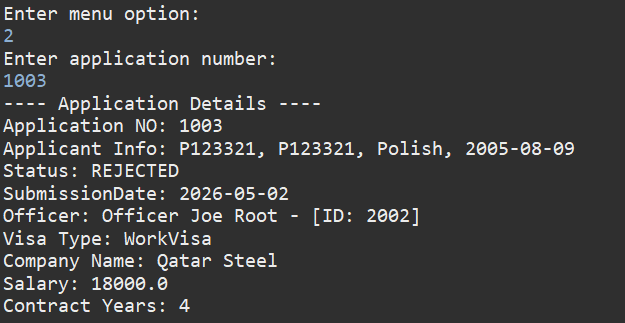 Enter menu option:
2
Enter application number:
1003
---- Application Details ----
Application NO: 1003
Applicant Info: P123321, P123321, Polish, 2005-08-09
Status: REJECTED
SubmissionDate: 2026-05-02
Officer: Officer Joe Root - [ID: 2002]
Visa Type: WorkVisa
Company Name: Qatar Steel
Salary: 18000.0
Contract Years: 4